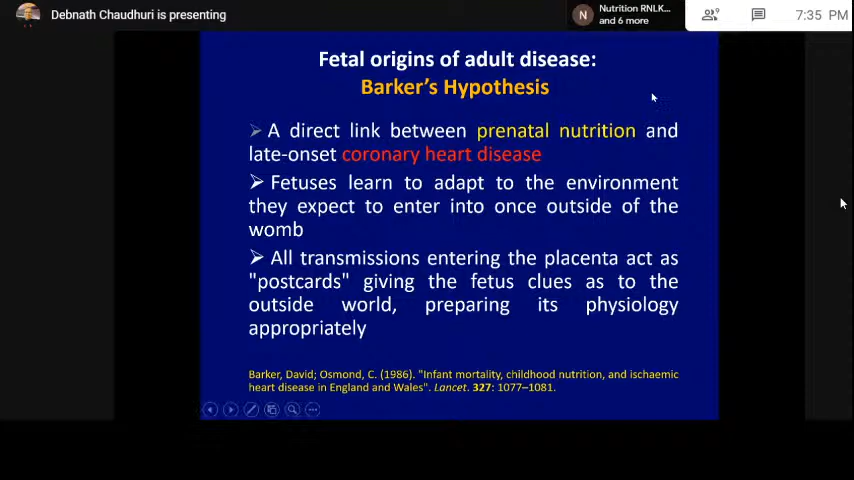 Debnath Chaudhuri is presenting
N
Nutrition RNLK...
and 6 more
9
7:35 PM
Fetal origins of adult disease:
Barker's Hypothesis
➢ A direct link between prenatal nutrition and
late-onset coronary heart disease
➢ Fetuses learn to adapt to the environment
they expect to enter into once outside of the
womb
➢ All transmissions entering the placenta act as
"postcards" giving the fetus clues as to the
outside world, preparing its physiology
appropriately
Barker, David; Osmond, C. (1986). "Infant mortality, childhood nutrition, and ischaemic
heart disease in England and Wales". Lancet. 327: 1077–1081.